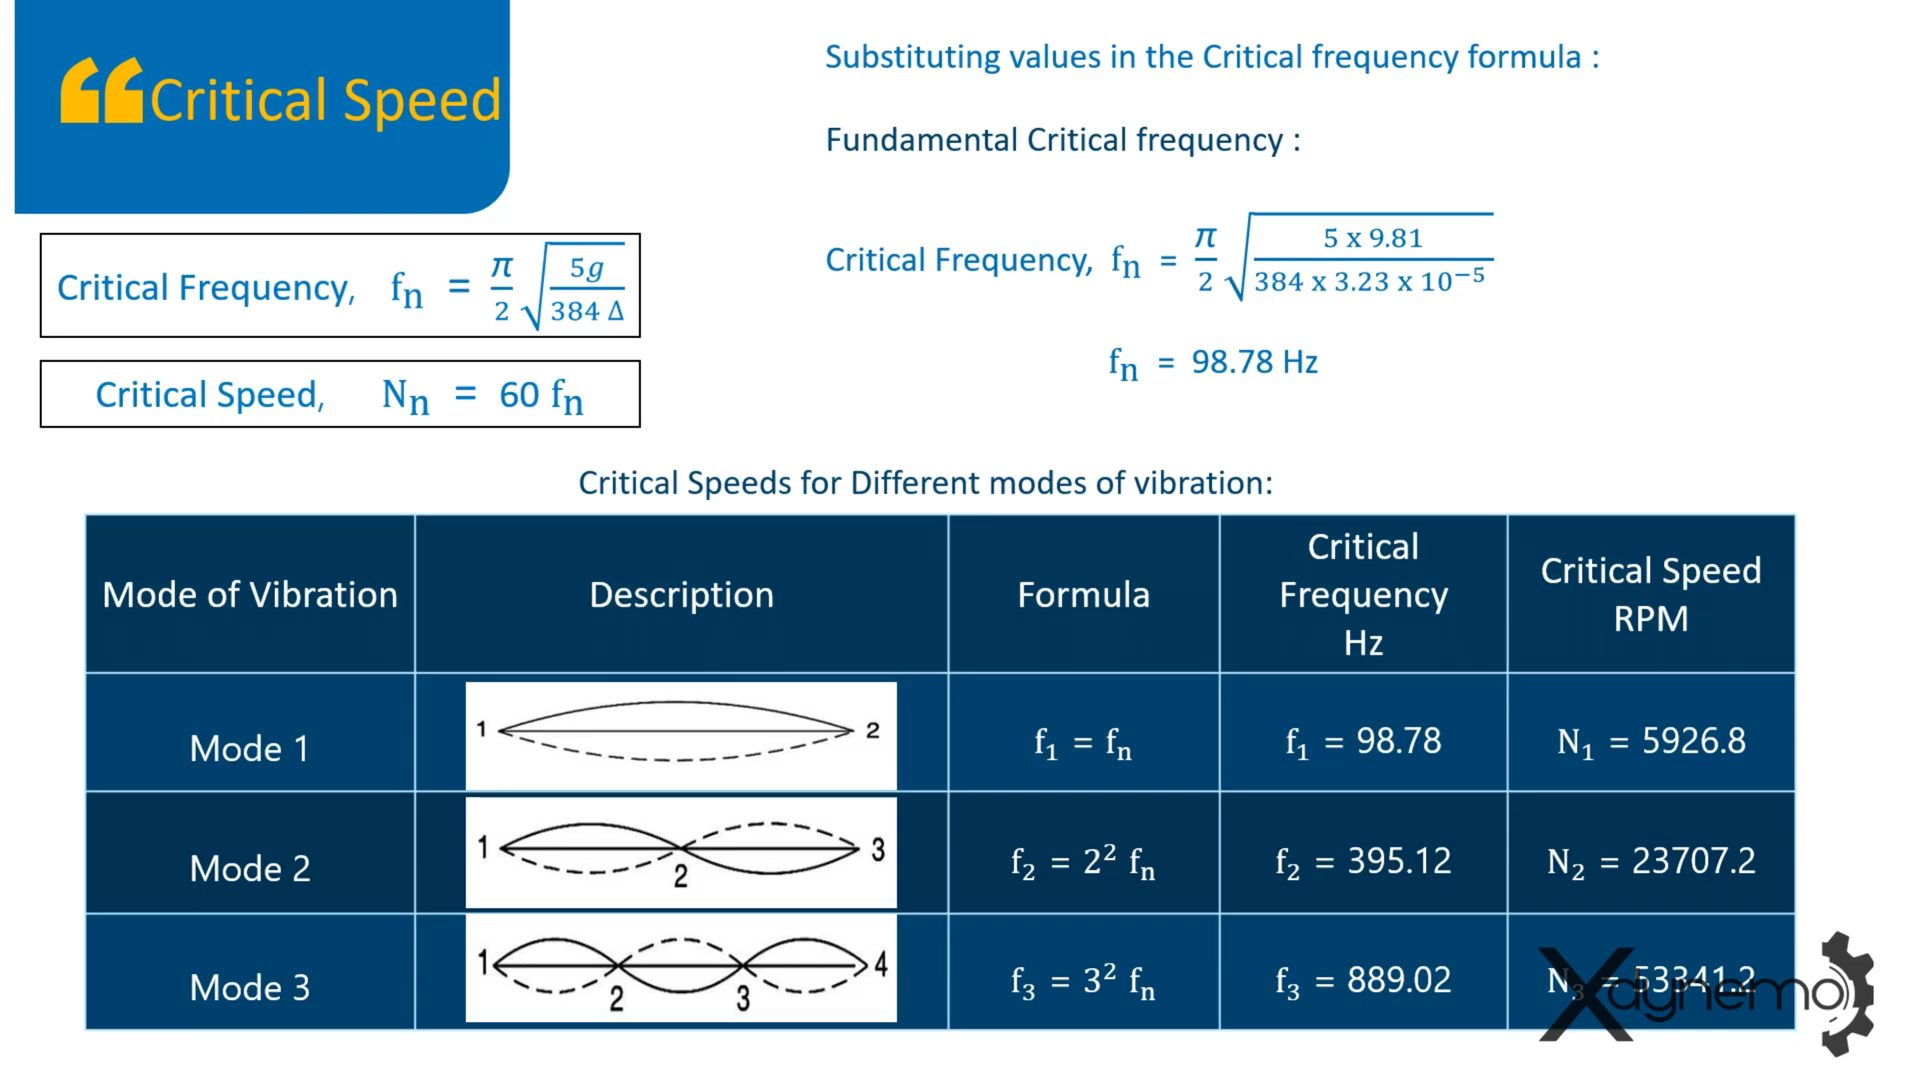 “Critical Speed
Critical Frequency, fₙ = π/2 √(5g / 384 Δ)
Critical Speed, Nₙ = 60 fₙ
Substituting values in the Critical frequency formula :
Fundamental Critical frequency :
Critical Frequency, fₙ = π/2 √(5 x 9.81 / 384 x 3.23 x 10⁻⁵)
fₙ = 98.78 Hz
Critical Speeds for Different modes of vibration:
Mode of Vibration
Description
Formula
Critical
Frequency
Hz
Critical Speed
RPM
Mode 1
1 2
f₁ = fₙ
f₁ = 98.78
N₁ = 5926.8
Mode 2
1 2 3
f₂ = 2² fₙ
f₂ = 395.12
N₂ = 23707.2
Mode 3
1 2 3 4
f₃ = 3² fₙ
f₃ = 889.02
N₃ = 53341.2
Xdynemo